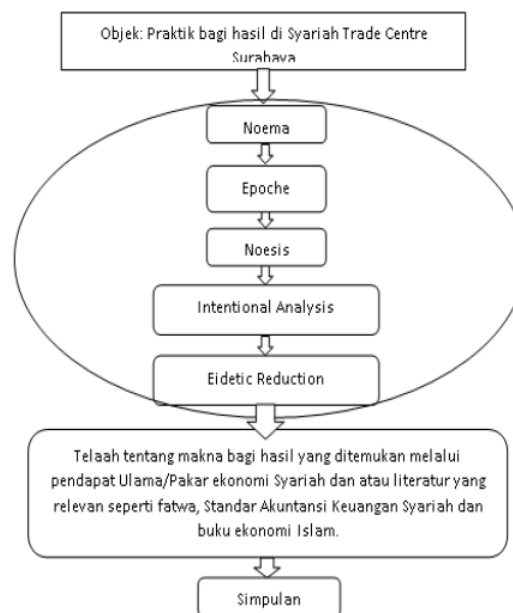 Objek: Praktik bagi hasil di Syariah Trade Centre
Surabaya
Noema
Epoche
Noesis
Intentional Analysis
Eidetic Reduction
Telaah tentang makna bagi hasil yang ditemukan melalui
pendapat Ulama/Pakar ekonomi Syariah dan atau literatur yang
relevan seperti fatwa, Standar Akuntansi Keuangan Syariah dan
buku ekonomi Islam.
Simpulan